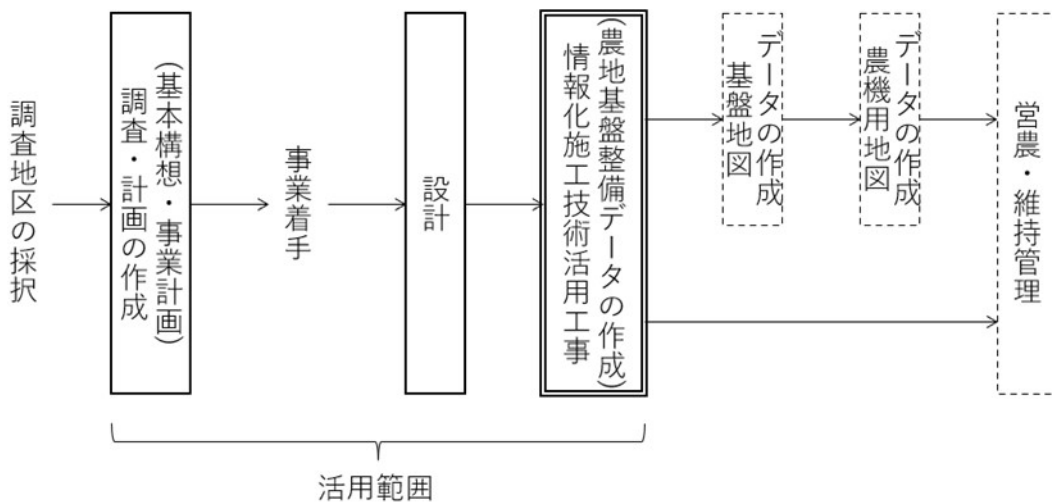 調査地区の採択
調査・計画の作成
(基本構想・事業計画)
事業着手
設計
情報化施工技術活用工事
(農地基盤整備データの作成)
基盤地図
データの作成
農機用地図
データの作成
営農・維持管理
活用範囲